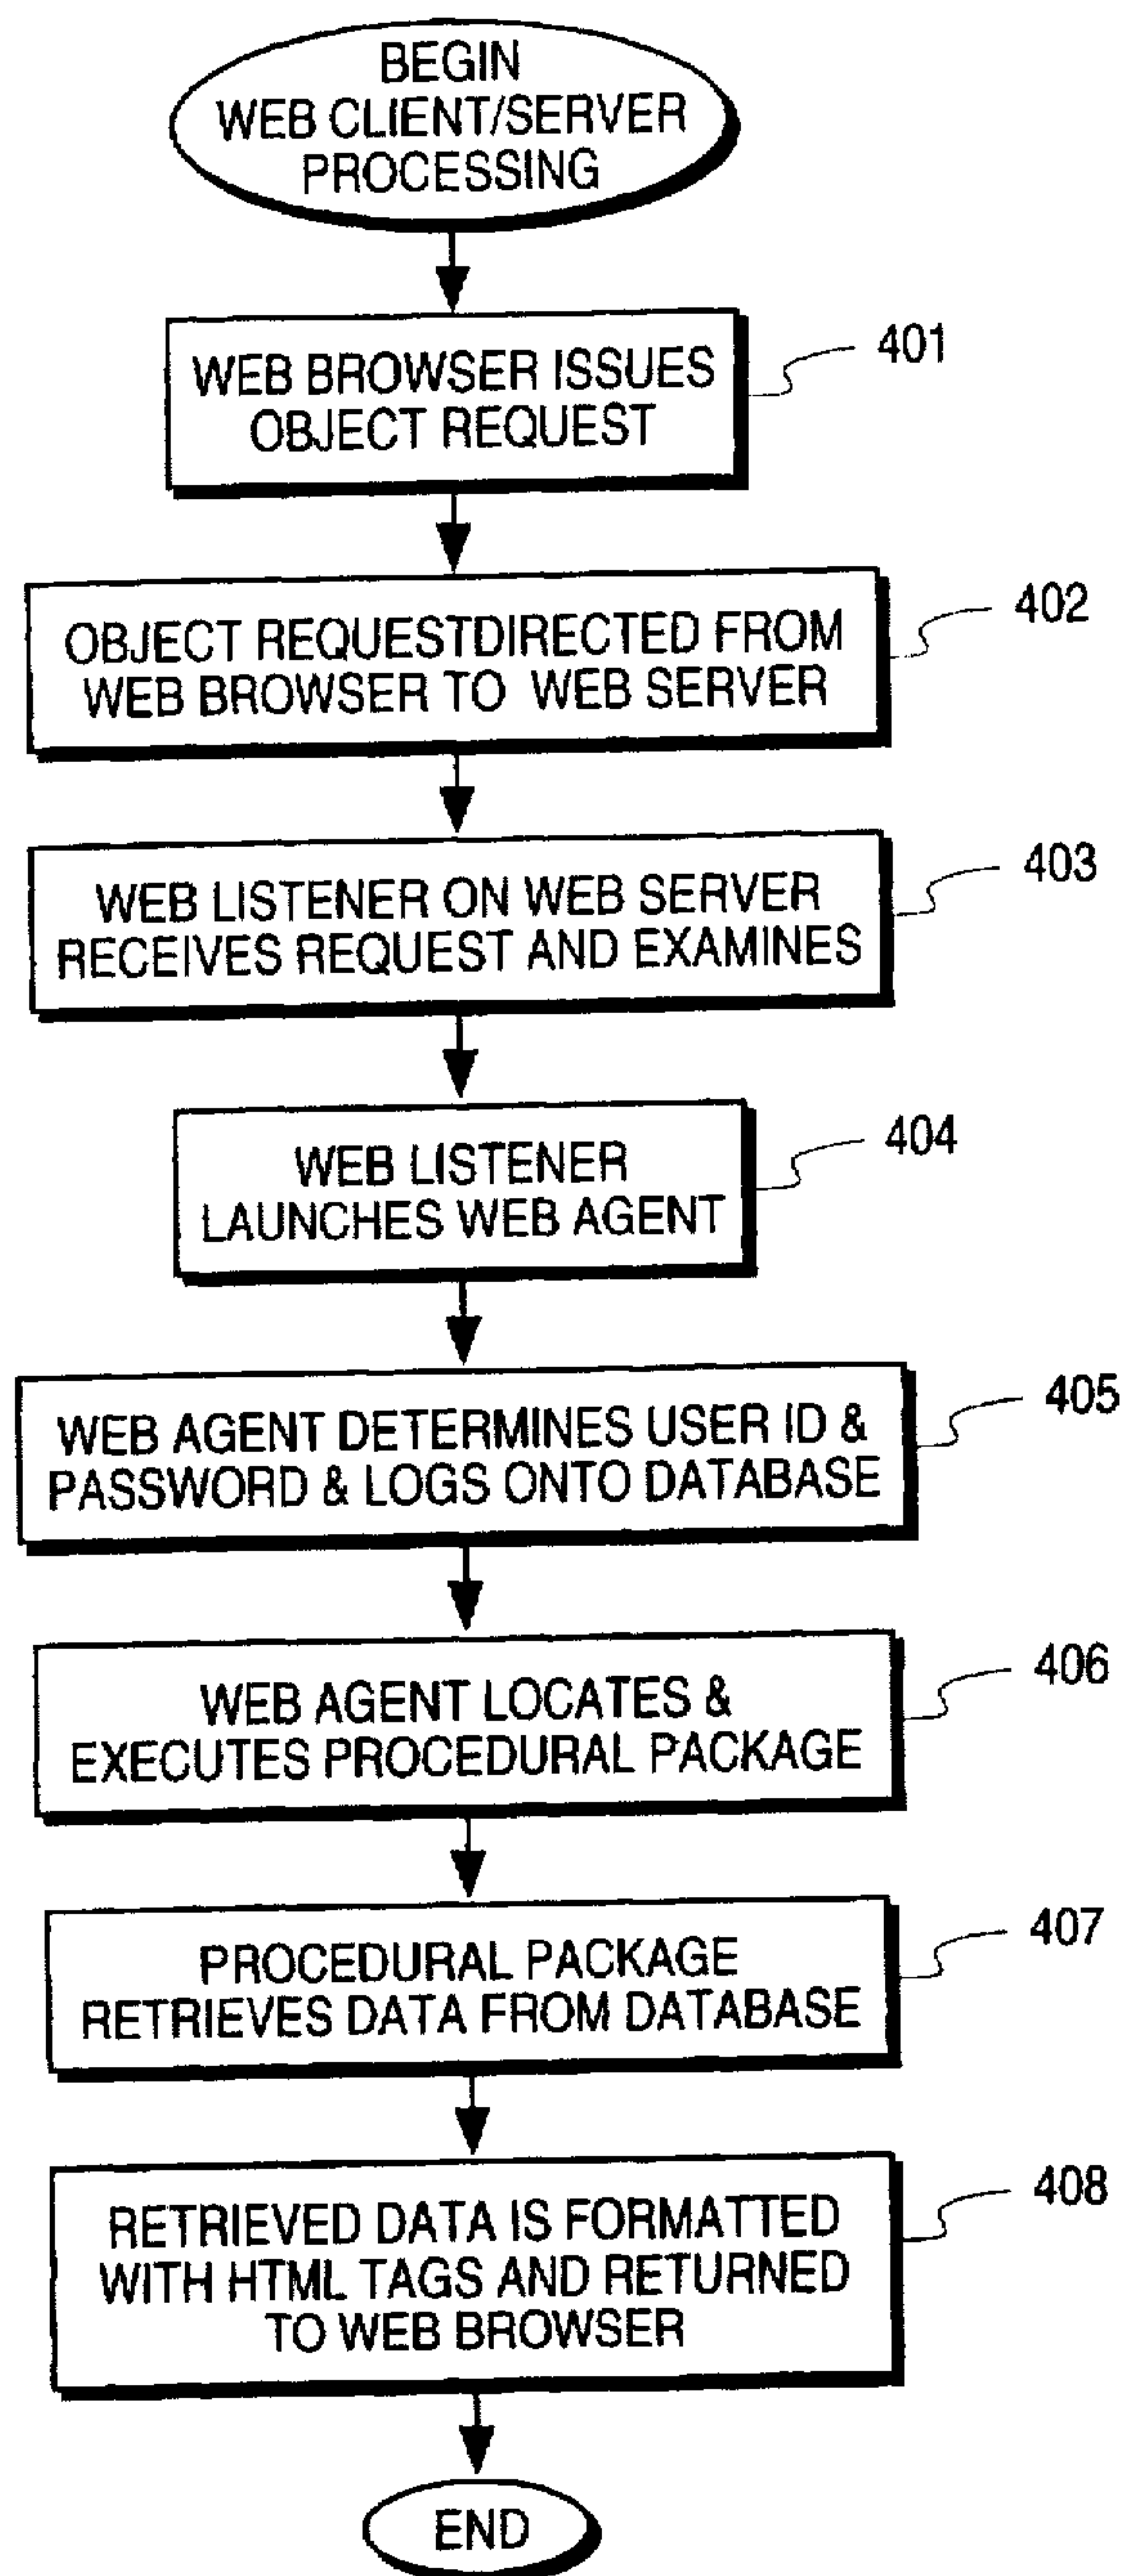 BEGIN
WEB CLIENT/SERVER
PROCESSING
WEB BROWSER ISSUES
OBJECT REQUEST
401
OBJECT REQUESTDIRECTED FROM
WEB BROWSER TO WEB SERVER
402
WEB LISTENER ON WEB SERVER
RECEIVES REQUEST AND EXAMINES
403
WEB LISTENER
LAUNCHES WEB AGENT
404
WEB AGENT DETERMINES USER ID &
PASSWORD & LOGS ONTO DATABASE
405
WEB AGENT LOCATES &
EXECUTES PROCEDURAL PACKAGE
406
PROCEDURAL PACKAGE
RETRIEVES DATA FROM DATABASE
407
RETRIEVED DATA IS FORMATTED
WITH HTML TAGS AND RETURNED
TO WEB BROWSER
408
END